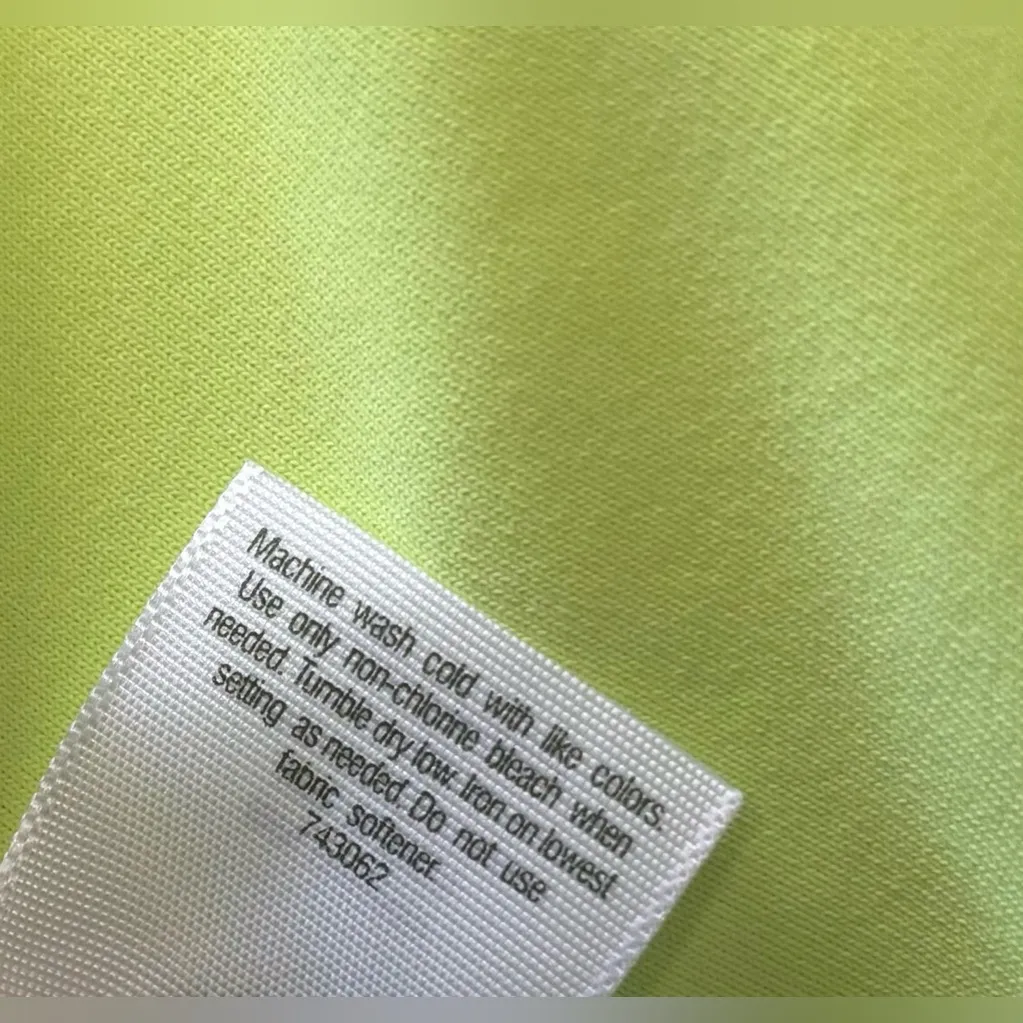 Machine wash cold with like colors.
Use only non-chlorine bleach when
needed. Tumble dry low. Iron on lowest
setting as needed. Do not use
fabric softener.
743062